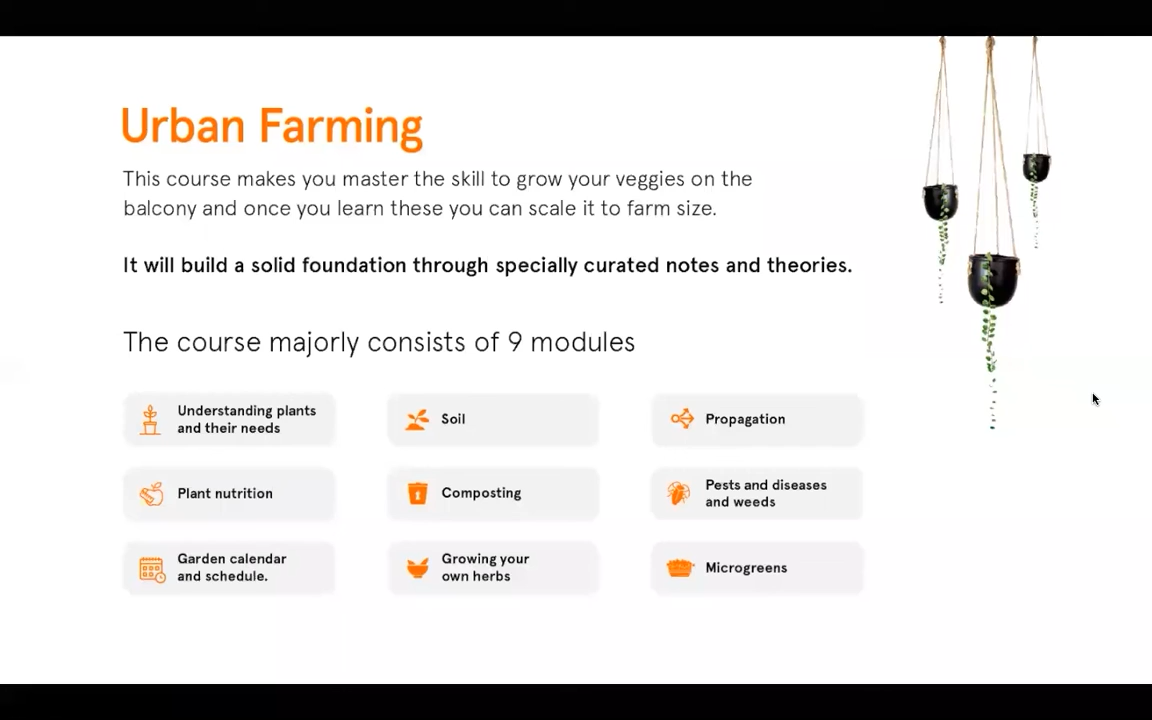 Urban Farming
This course makes you master the skill to grow your veggies on the
balcony and once you learn these you can scale it to farm size.
It will build a solid foundation through specially curated notes and theories.
The course majorly consists of 9 modules
Understanding plants
and their needs
Soil
Propagation
Plant nutrition
Composting
Pests and diseases
and weeds
Garden calendar
and schedule.
Growing your
own herbs
Microgreens